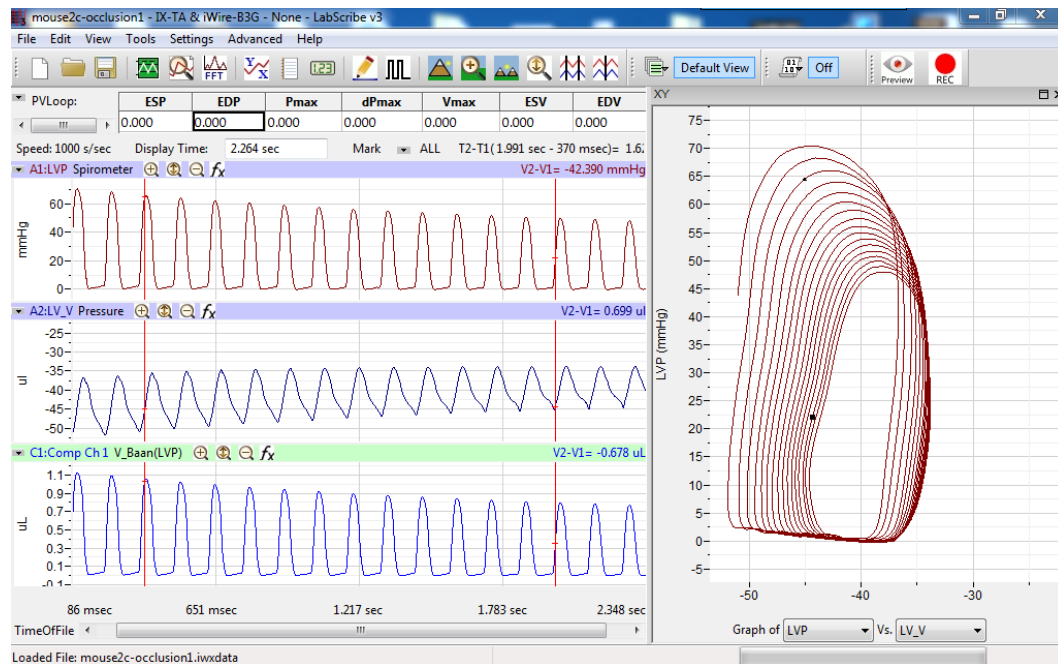 mouse2c-occlusion1 - IX-TA & iWire-B3G - None - LabScribe v3
File Edit View Tools Settings Advanced Help
FFT Y X 123 Default View Off Preview REC
PVLoop: ESP EDP Pmax dPmax Vmax ESV EDV
0.000 0.000 0.000 0.000 0.000 0.000 0.000
Speed: 1000 s/sec Display Time: 2.264 sec Mark ALL T2-T1(1.991 sec - 370 msec)= 1.6
A1:LVP Spirometer fx V2-V1= -42.390 mmHg
mmHg
60
40
20
0
A2:LV_V Pressure fx V2-V1= 0.699 ul
ul
-25
-30
-35
-40
-45
-50
C1:Comp Ch 1 V_Baan(LVP) fx V2-V1= -0.678 uL
uL
1.1
0.9
0.7
0.5
0.3
0.1
-0.1
86 msec 651 msec 1.217 sec 1.783 sec 2.348 sec
TimeOfFile
Loaded File: mouse2c-occlusion1.iwxdata
XY
LVP (mmHg)
75
70
65
60
55
50
45
40
35
30
25
20
15
10
5
0
-5
-50 -40 -30
Graph of LVP Vs. LV_V